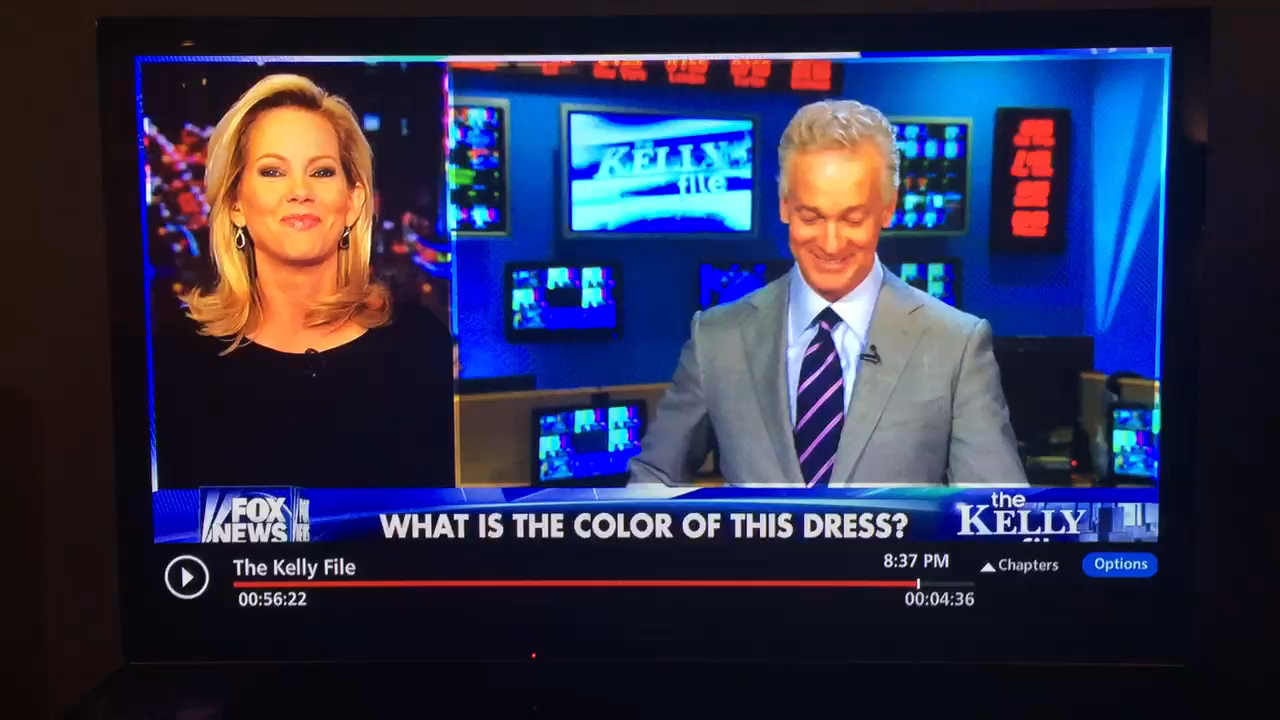 THE
KELLY
file
FOX
NEWS
WHAT IS THE COLOR OF THIS DRESS?
the
KELLY
The Kelly File
8:37 PM
Chapters
Options
00:56:22
00:04:36